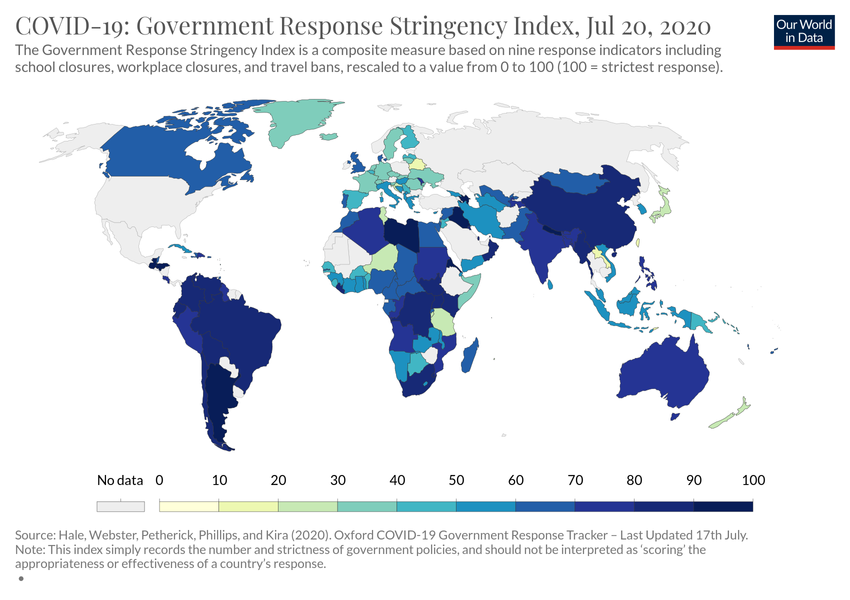 COVID-19: Government Response Stringency Index, Jul 20, 2020
Our World
in Data
The Government Response Stringency Index is a composite measure based on nine response indicators including
school closures, workplace closures, and travel bans, rescaled to a value from 0 to 100 (100 = strictest response).
No data 0 10 20 30 40 50 60 70 80 90 100
Source: Hale, Webster, Petherick, Phillips, and Kira (2020). Oxford COVID-19 Government Response Tracker – Last Updated 17th July.
Note: This index simply records the number and strictness of government policies, and should not be interpreted as ‘scoring’ the
appropriateness or effectiveness of a country's response.